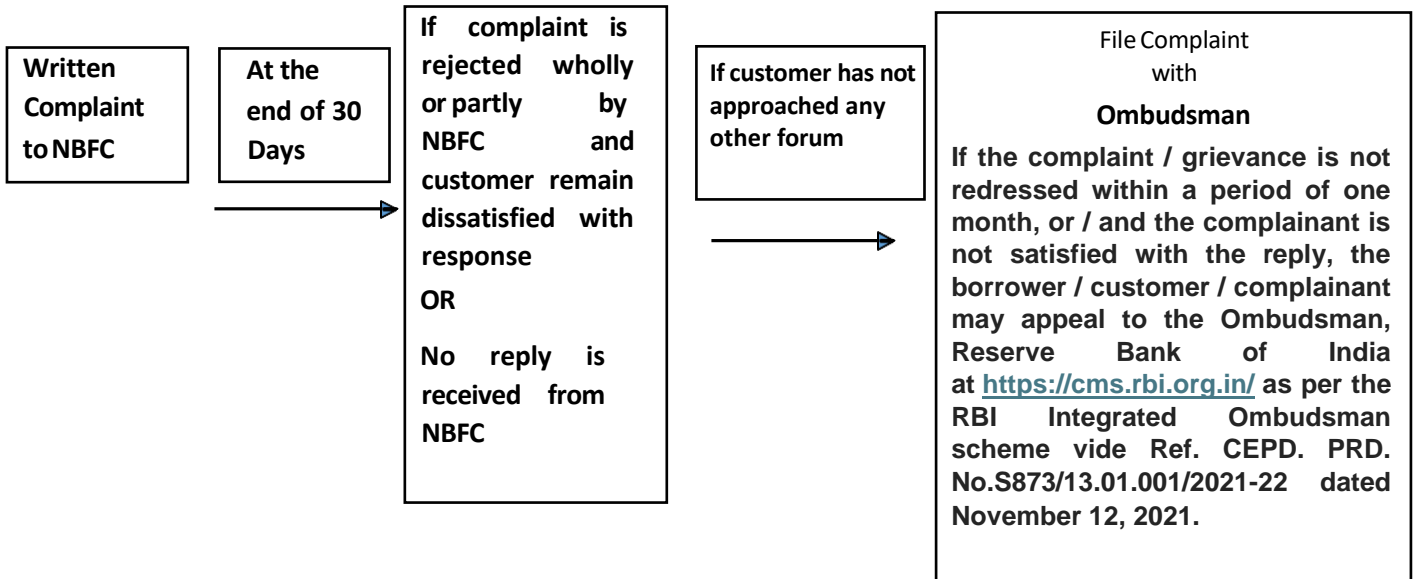 Written
Complaint
to NBFC
At the
end of 30
Days
If complaint is
rejected wholly
or partly by
NBFC and
customer remain
dissatisfied with
response
OR
No reply is
received from
NBFC
If customer has not
approached any
other forum
File Complaint
with
Ombudsman
If the complaint / grievance is not
redressed within a period of one
month, or / and the complainant is
not satisfied with the reply, the
borrower / customer / complainant
may appeal to the Ombudsman,
Reserve Bank of India
at https://cms.rbi.org.in/ as per the
RBI Integrated Ombudsman
scheme vide Ref. CEPD. PRD.
No.S873/13.01.001/2021-22 dated
November 12, 2021.